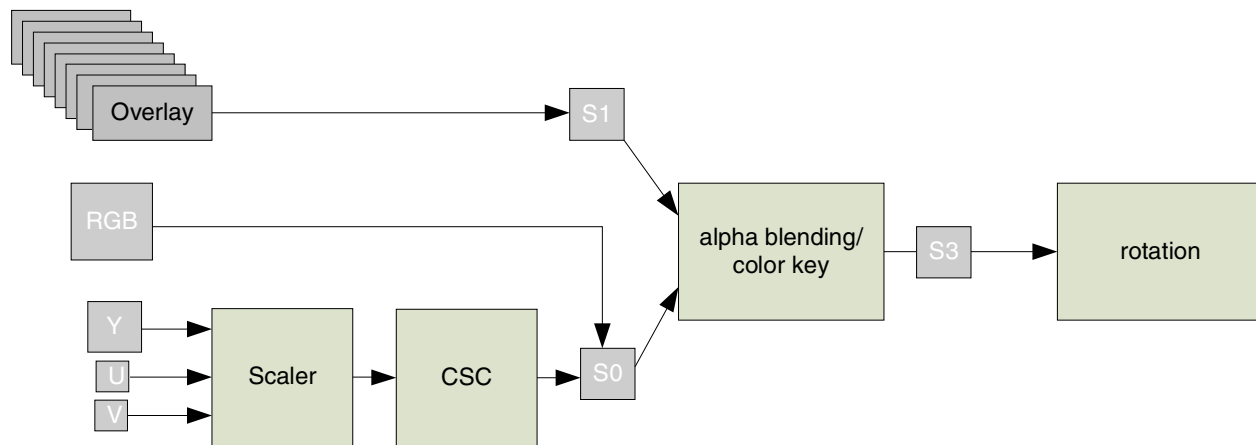 Overlay
S1
RGB
alpha blending/
color key
S3
rotation
Y
U
V
Scaler
CSC
S0